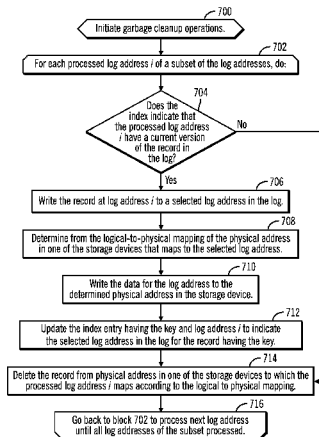 700
Initiate garbage cleanup operations.
702
For each processed log address i of a subset of the log addresses, do:
704
Does the
index indicate that
the processed log address
i have a current version
of the record in
the log?
No
Yes
706
Write the record at log address i to a selected log address in the log.
708
Determine from the logical-to-physical mapping of the physical address
in one of the storage devices that maps to the selected log address.
710
Write the data for the log address to the
determined physical address in the storage device.
712
Update the index entry having the key and log address i to indicate
the selected log address in the log for the record having the key.
714
Delete the record from physical address in one of the storage devices to which the
processed log address i maps according to the logical to physical mapping.
716
Go back to block 702 to process next log address
until all log addresses of the subset processed.